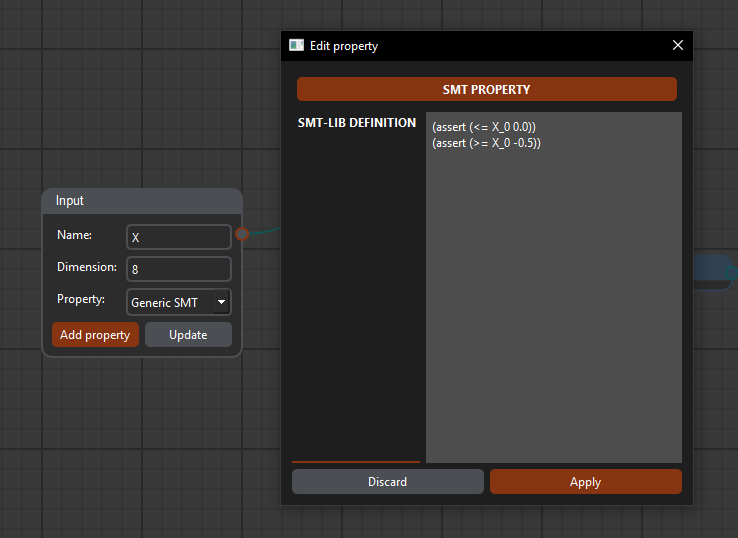 Edit property
SMT PROPERTY
SMT-LIB DEFINITION
(assert (<= X_0 0.0))
(assert (>= X_0 -0.5))
Input
Name:
X
Dimension:
8
Property:
Generic SMT
Add property
Update
Discard
Apply